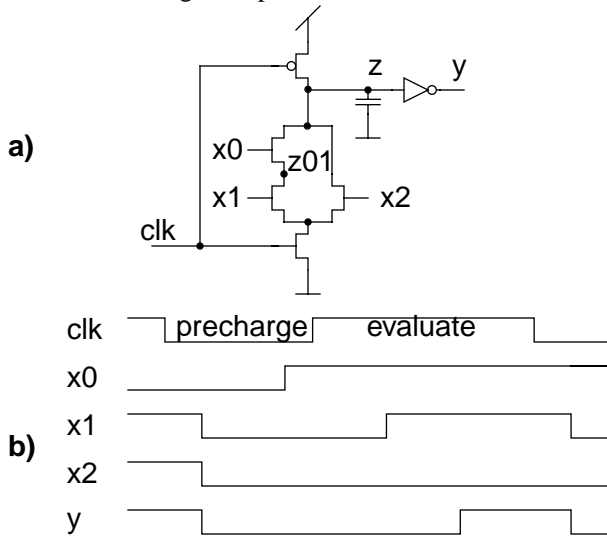 z y
a)
x0
z01
x1 x2
clk
clk precharge evaluate
x0
x1
b)
x2
y